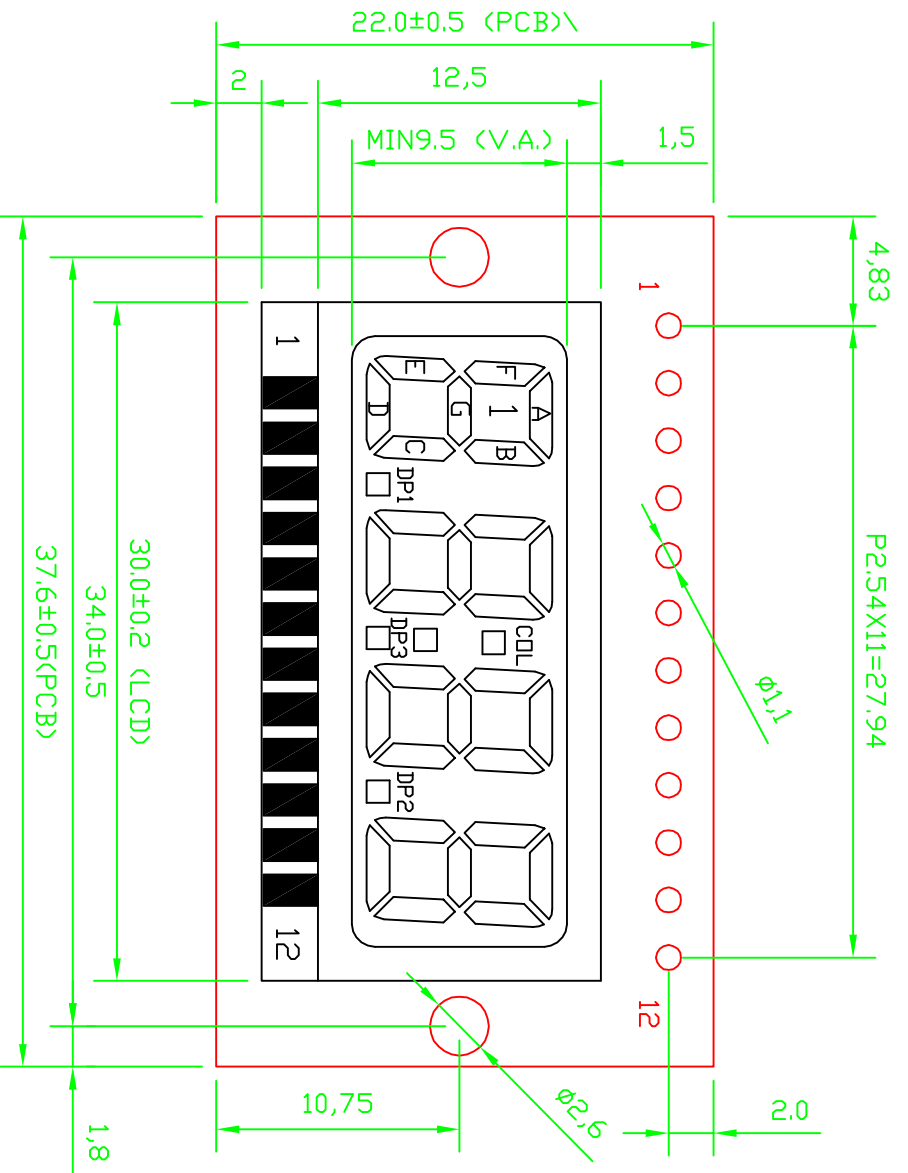 22.0±0.5 (PCB)\
2
12,5
MIN9.5 (V.A.)
1,5
4,83
P2.54X11=27.94
1
12
φ1,1
1
12
A
F
1
B
G
E
C
D
DP1
COL
DP3
DP2
30.0±0.2 (LCD)
34.0±0.5
37.6±0.5(PCB)
10,75
φ2,6
2.0
1,8